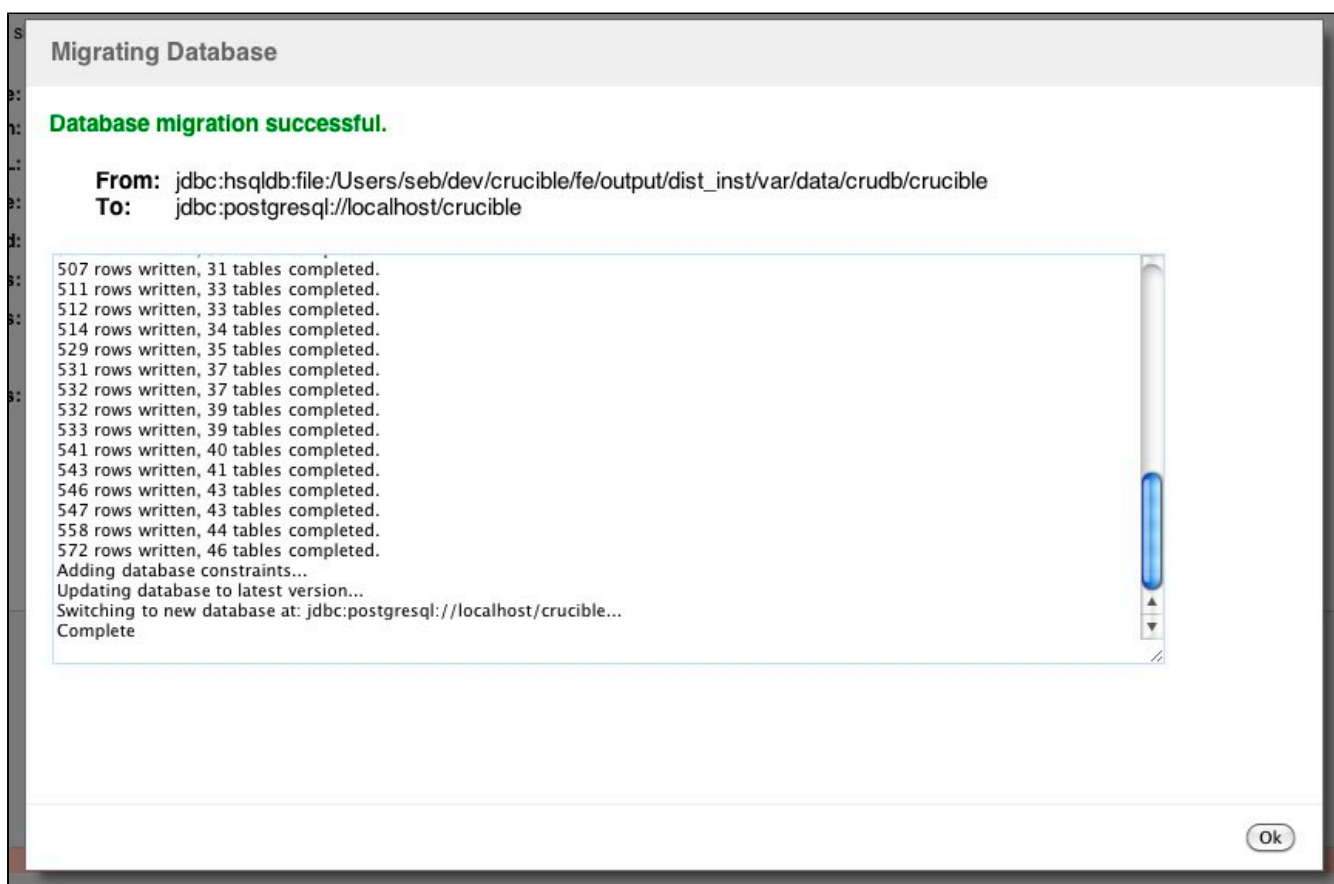 Migrating Database
Database migration successful.
From: jdbc:hsqldb:file:/Users/seb/dev/crucible/fe/output/dist_inst/var/data/crudb/crucible
To: jdbc:postgresql://localhost/crucible
507 rows written, 31 tables completed.
511 rows written, 33 tables completed.
512 rows written, 33 tables completed.
514 rows written, 34 tables completed.
529 rows written, 35 tables completed.
531 rows written, 37 tables completed.
532 rows written, 37 tables completed.
532 rows written, 39 tables completed.
533 rows written, 39 tables completed.
541 rows written, 40 tables completed.
543 rows written, 41 tables completed.
546 rows written, 43 tables completed.
547 rows written, 43 tables completed.
558 rows written, 44 tables completed.
572 rows written, 46 tables completed.
Adding database constraints...
Updating database to latest version...
Switching to new database at: jdbc:postgresql://localhost/crucible...
Complete
Ok